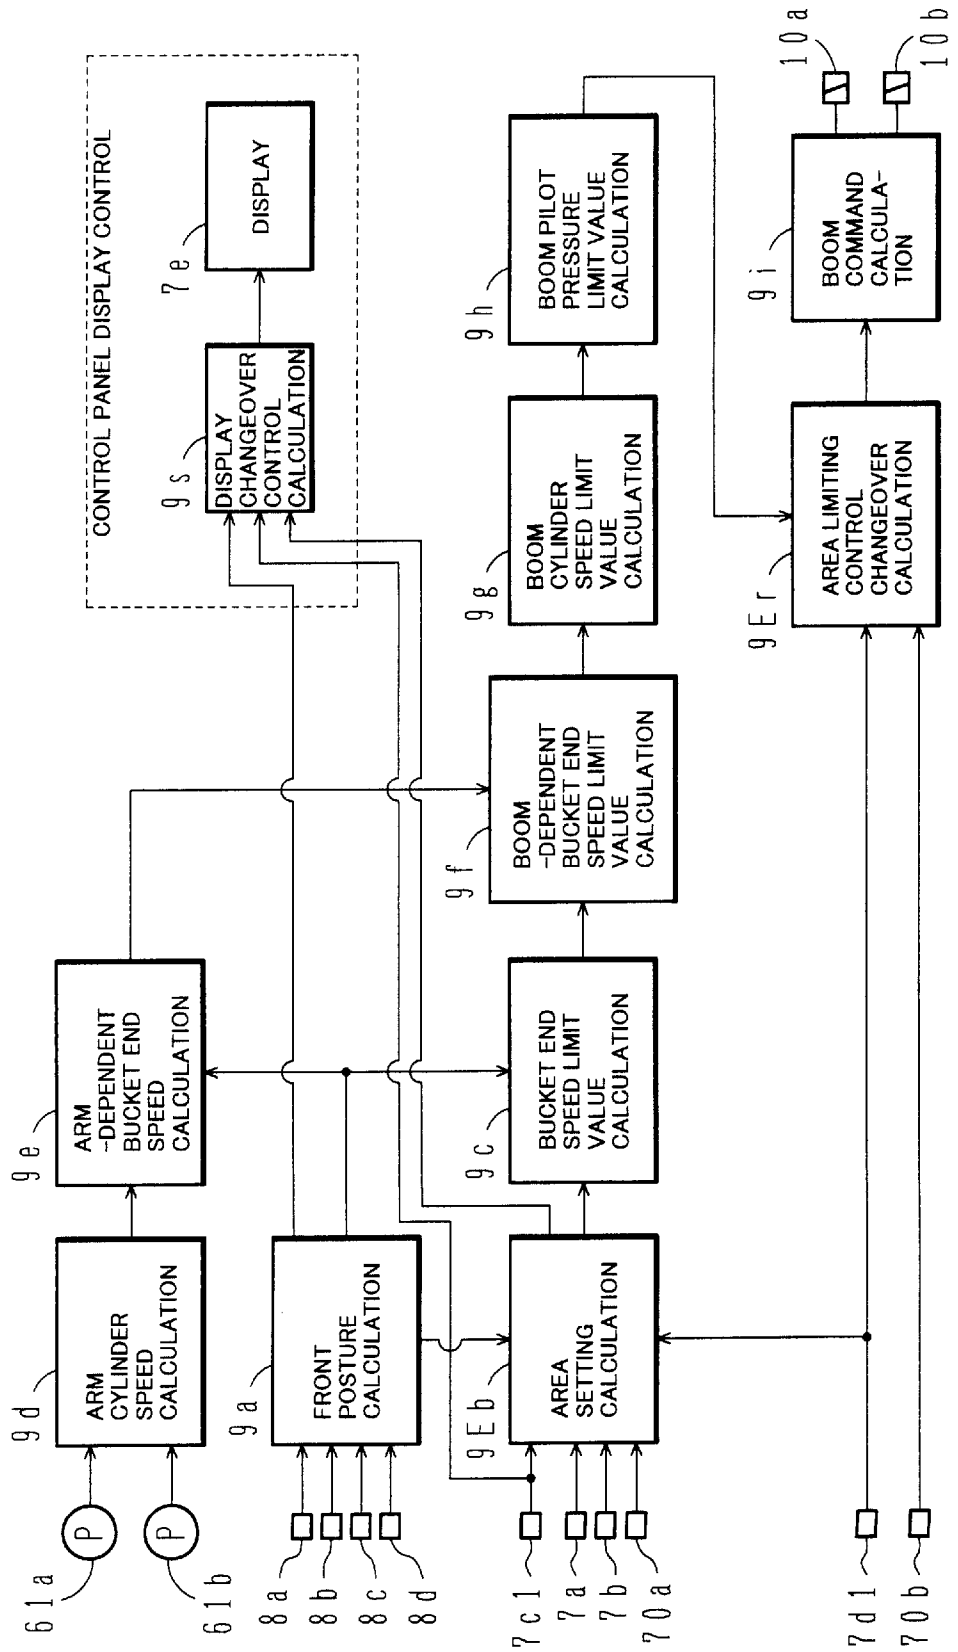 CONTROL PANEL DISPLAY CONTROL
9s
DISPLAY
CHANGEOVER
CONTROL
CALCULATION
7e
DISPLAY
61a
P
61b
P
9d
ARM
CYLINDER
SPEED
CALCULATION
9e
ARM
-DEPENDENT
BUCKET END
SPEED
CALCULATION
8a
8b
8c
8d
9a
FRONT
POSTURE
CALCULATION
7c1
7a
7b
70a
9Eb
AREA
SETTING
CALCULATION
9c
BUCKET END
SPEED LIMIT
VALUE
CALCULATION
9f
BOOM
-DEPENDENT
BUCKET END
SPEED LIMIT
VALUE
CALCULATION
9g
BOOM
CYLINDER
SPEED LIMIT
VALUE
CALCULATION
9h
BOOM PILOT
PRESSURE
LIMIT VALUE
CALCULATION
7d1
70b
9Er
AREA LIMITING
CONTROL
CHANGEOVER
CALCULATION
9i
BOOM
COMMAND
CALCULA-
TION
10a
10b